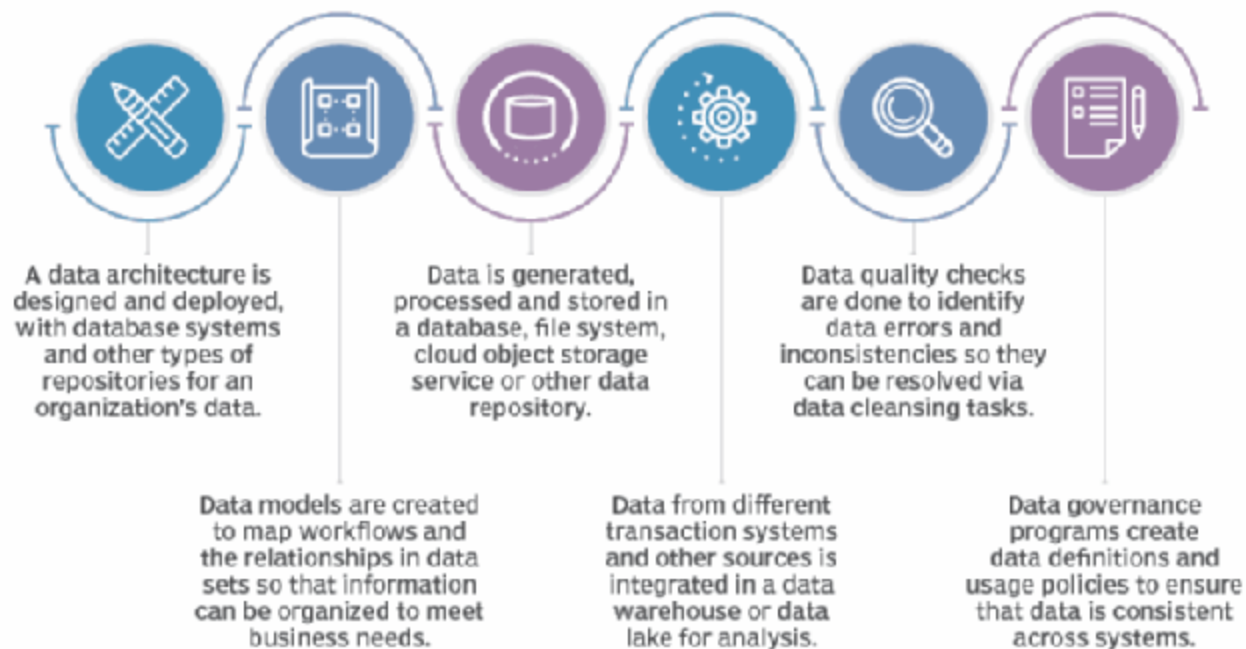 A data architecture is
designed and deployed,
with database systems
and other types of
repositories for an
organization's data.
Data models are created
to map workflows and
the relationships in data
sets so that information
can be organized to meet
business needs.
Data is generated,
processed and stored in
a database, file system,
cloud object storage
service or other data
repository.
Data from different
transaction systems
and other sources is
integrated in a data
warehouse or data
lake for analysis.
Data quality checks
are done to identify
data errors and
inconsistencies so they
can be resolved via
data cleansing tasks.
Data governance
programs create
data definitions and
usage policies to ensure
that data is consistent
across systems.